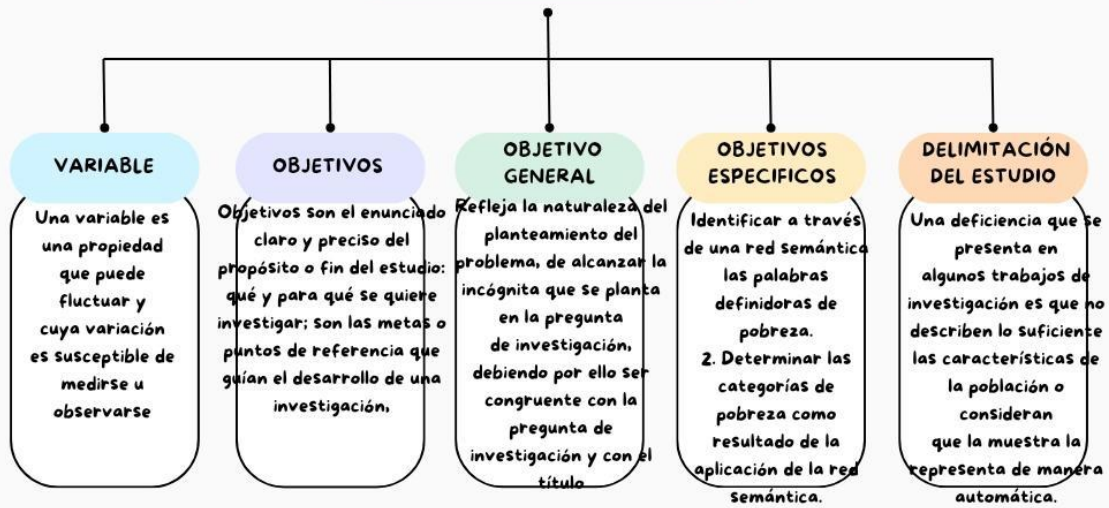 VARIABLE
Una variable es
una propiedad
que puede
fluctuar y
cuya variación
es susceptible de
medirse u
observarse
OBJETIVOS
Objetivos son el enunciado
claro y preciso del
propósito o fin del estudio:
qué y para qué se quiere
investigar; son las metas o
puntos de referencia que
guían el desarrollo de una
investigación,
OBJETIVO
GENERAL
Refleja la naturaleza del
planteamiento del
problema, de alcanzar la
incógnita que se planta
en la pregunta
de investigación,
debiendo por ello ser
congruente con la
pregunta de
investigación y con el
título
OBJETIVOS
ESPECIFICOS
Identificar a través
de una red semántica
las palabras
definidoras de
pobreza.
2. Determinar las
categorías de
pobreza como
resultado de la
aplicación de la red
semántica.
DELIMITACIÓN
DEL ESTUDIO
Una deficiencia que se
presenta en
algunos trabajos de
investigación es que no
describen lo suficiente
las características de
la población o
consideran
que la muestra la
representa de manera
automática.